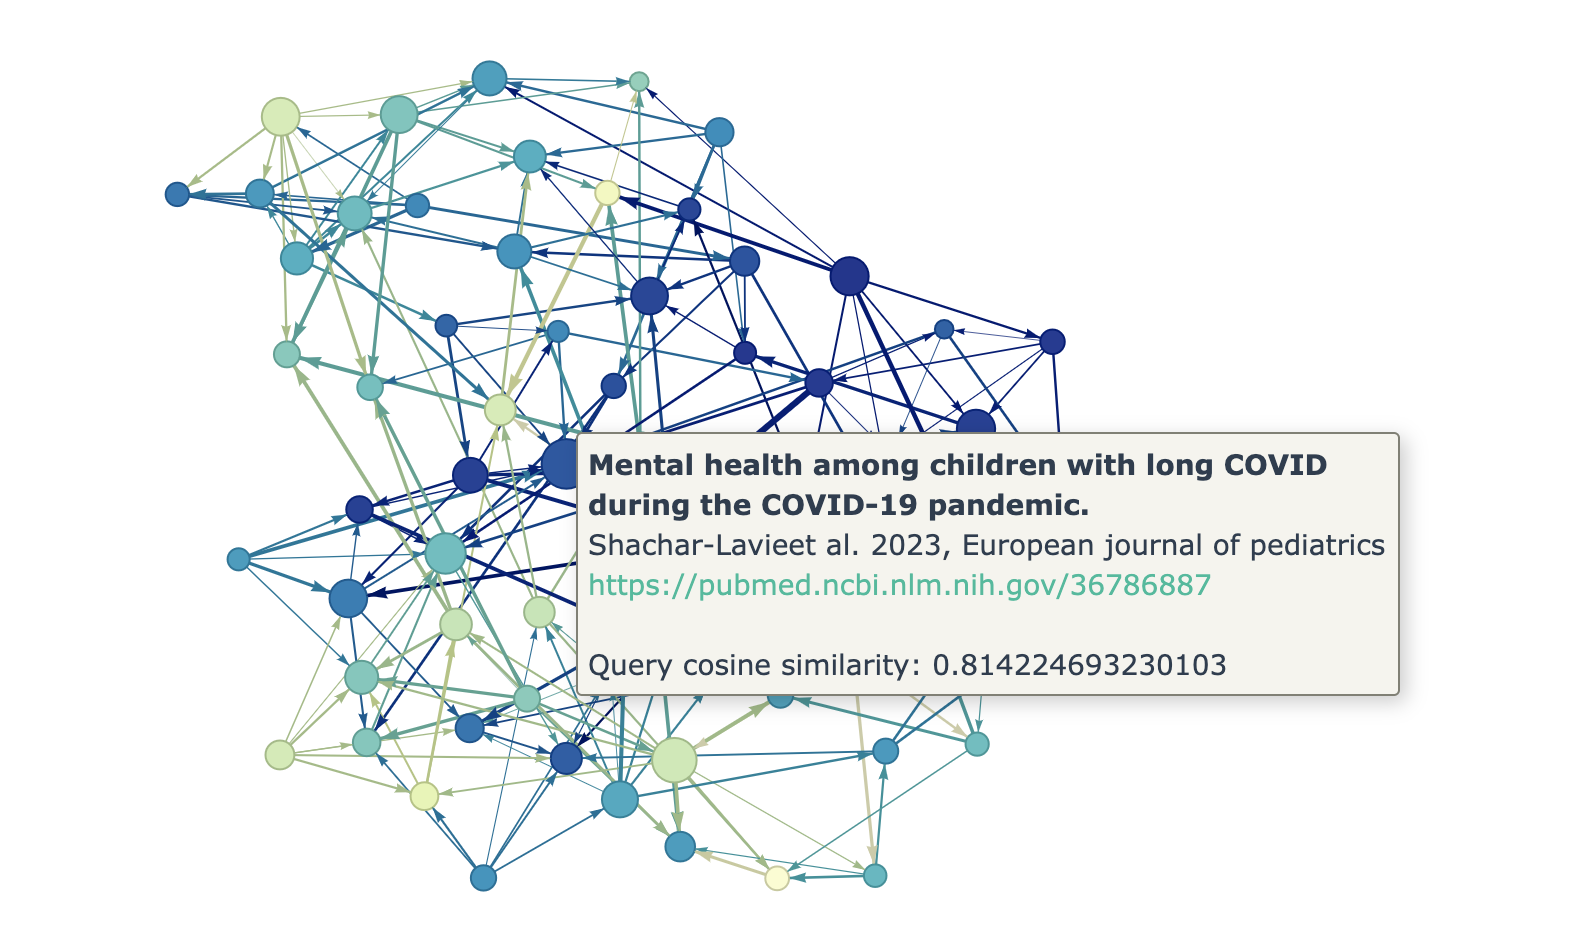 Mental health among children with long COVID
during the COVID-19 pandemic.
Shachar-Lavieet al. 2023, European journal of pediatrics
https://pubmed.ncbi.nlm.nih.gov/36786887
Query cosine similarity: 0.814224693230103